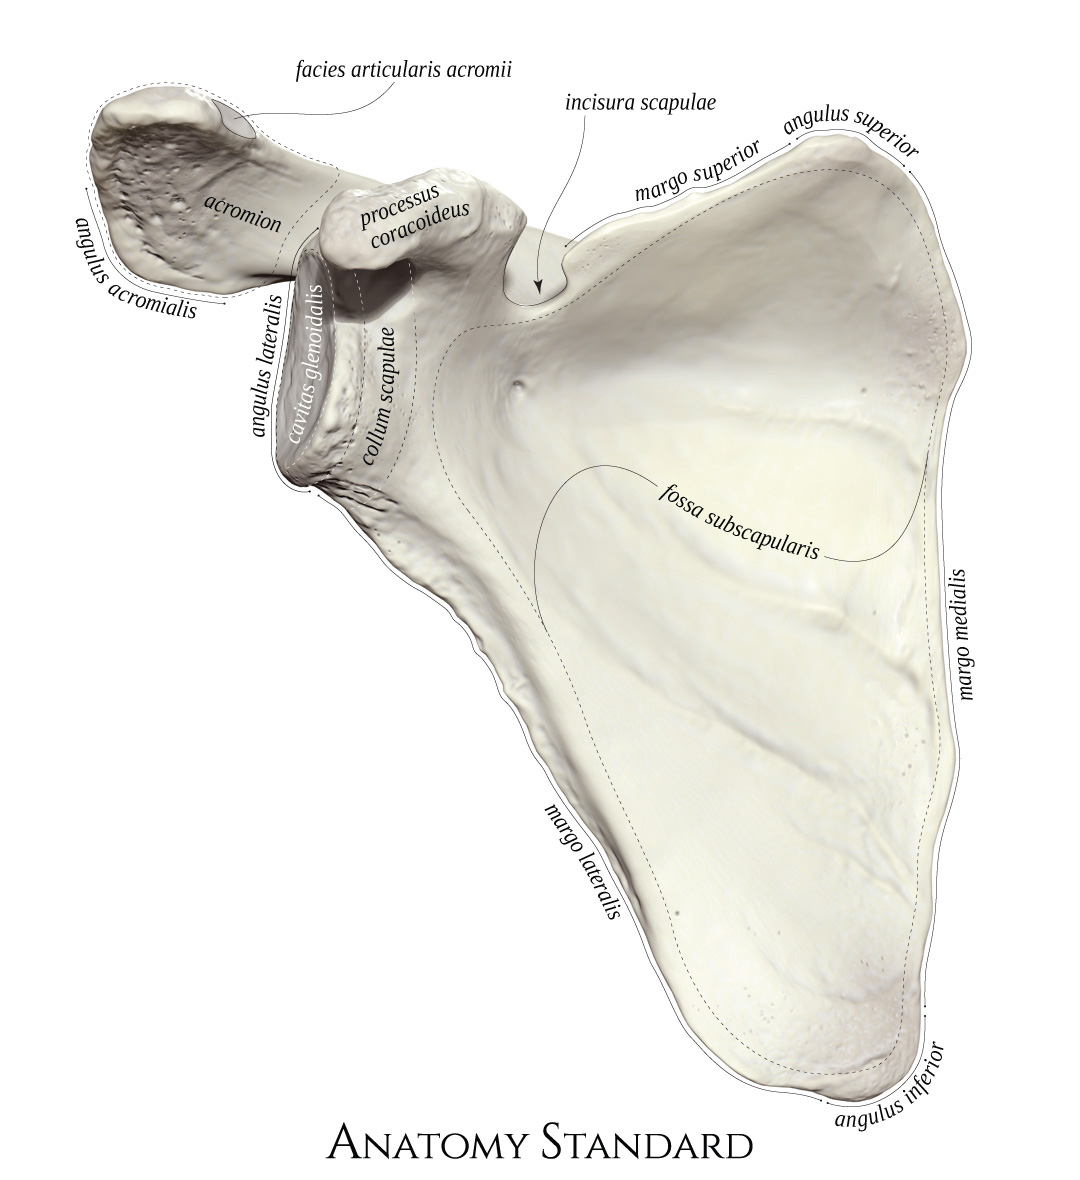 facies articularis acromii
incisura scapulae
angulus superior
margo superior
processus
coracoideus
acromion
angulus acromialis
angulus lateralis
cavitas glenoidalis
collum scapulae
fossa subscapularis
margo medialis
margo lateralis
angulus inferior
ANATOMY STANDARD